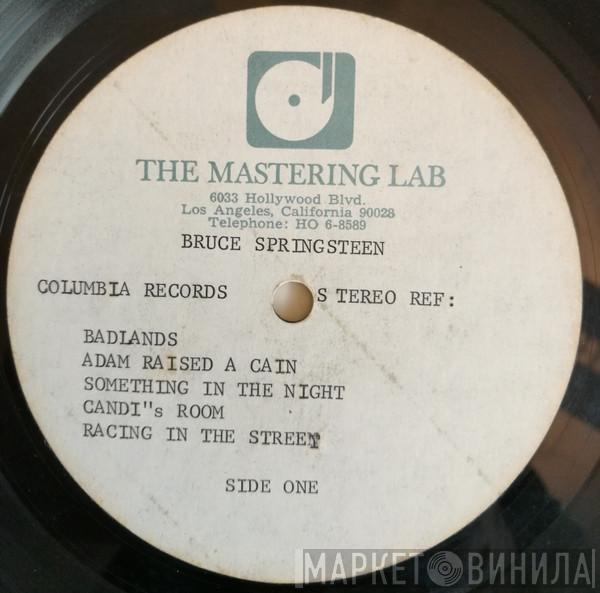 THE MASTERING LAB
6033 Hollywood Blvd.
Los Angeles, California 90028
Telephone: HO 6-8589
BRUCE SPRINGSTEEN
COLUMBIA RECORDS STEREO REF:
BADLANDS
ADAM RAISED A CAIN
SOMETHING IN THE NIGHT
CANDI"s ROOM
RACING IN THE STREET
SIDE ONE
МАРКЕТ ВИНИЛА